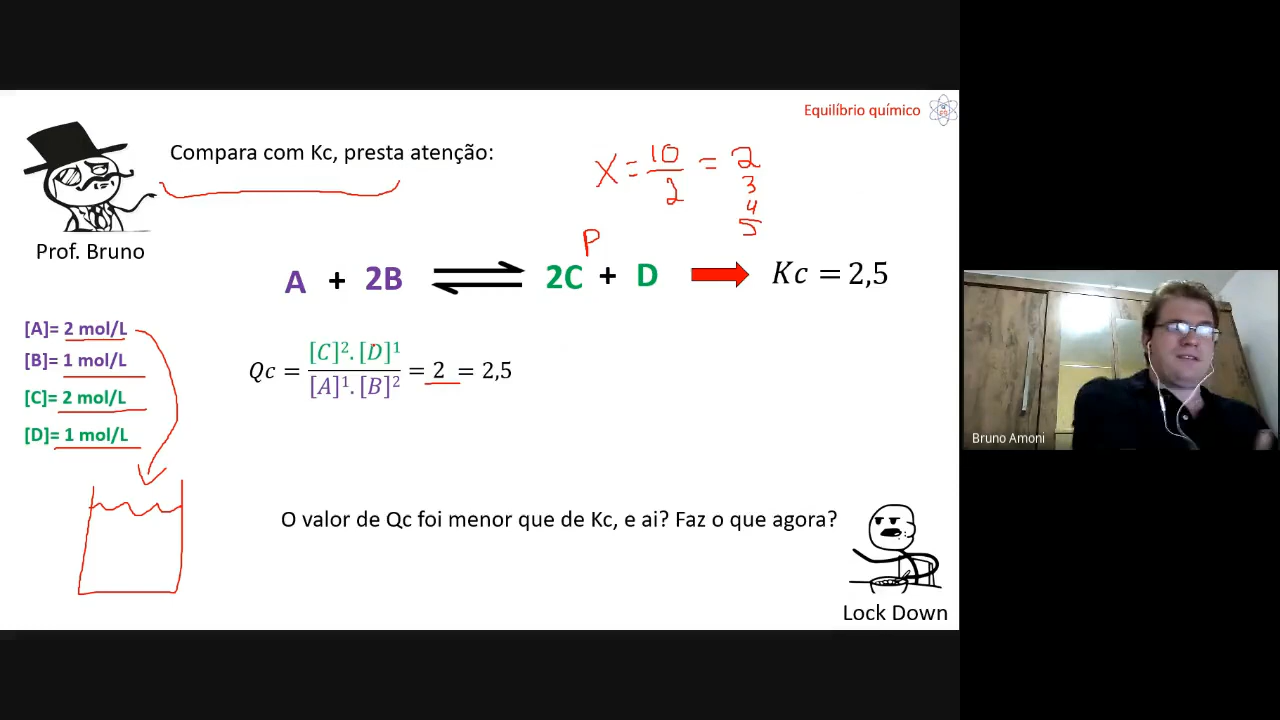 Equilíbrio químico
Compara com Kc, presta atenção:
X = 10/2 = 2
3
4
5
Prof. Bruno
P
A + 2B ⇌ 2C + D ➡ Kc = 2,5
[A]= 2 mol/L
[B]= 1 mol/L
[C]= 2 mol/L
[D]= 1 mol/L
Qc = [C]². [D]¹ / [A]¹. [B]² = 2 = 2,5
Bruno Amoni
O valor de Qc foi menor que de Kc, e ai? Faz o que agora?
Lock Down